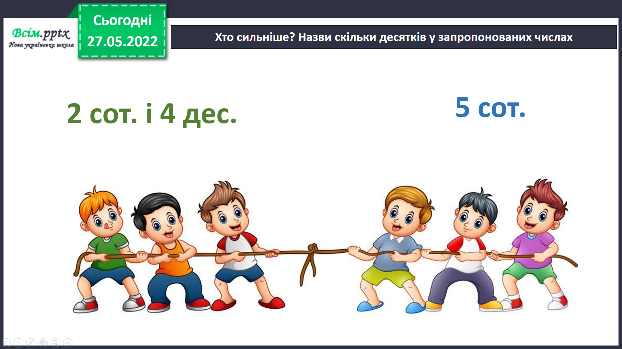 Всім.pptx
Нова українська школа
Сьогодні
27.05.2022
Хто сильніше? Назви скільки десятків у запропонованих числах
2 сот. і 4 дес.
5 сот.